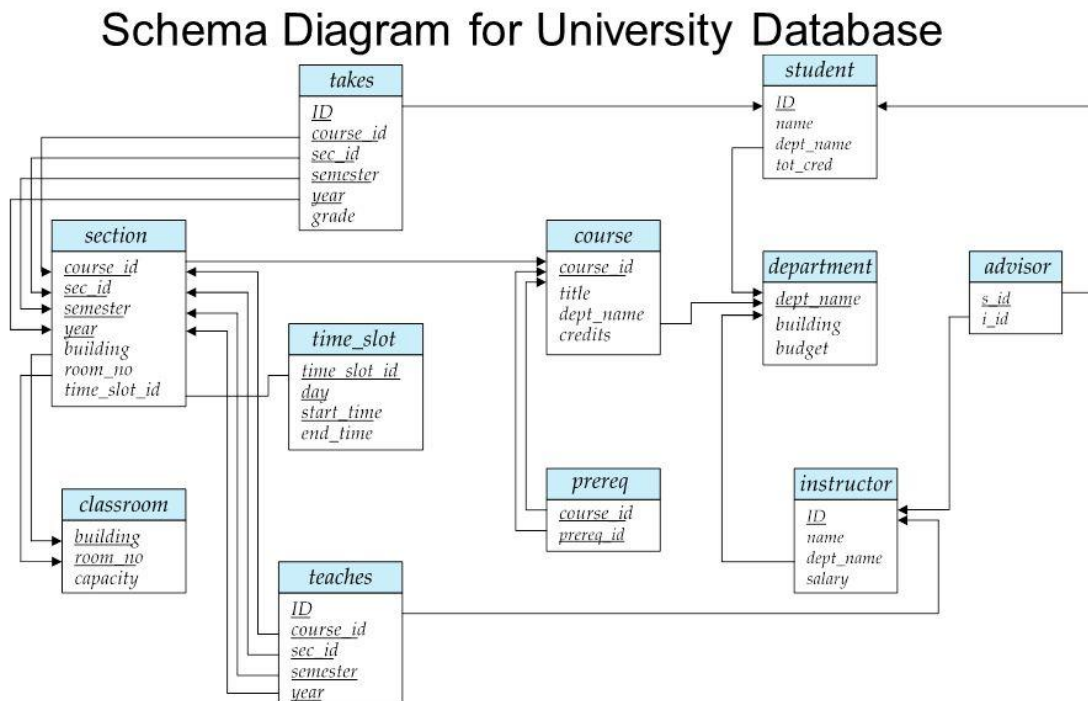 Schema Diagram for University Database
takes
ID
course_id
sec_id
semester
year
grade
student
ID
name
dept_name
tot_cred
section
course_id
sec_id
semester
year
building
room_no
time_slot_id
course
course_id
title
dept_name
credits
department
dept_name
building
budget
advisor
s_id
i_id
time_slot
time_slot_id
day
start_time
end_time
classroom
building
room_no
capacity
prereq
course_id
prereq_id
instructor
ID
name
dept_name
salary
teaches
ID
course_id
sec_id
semester
year